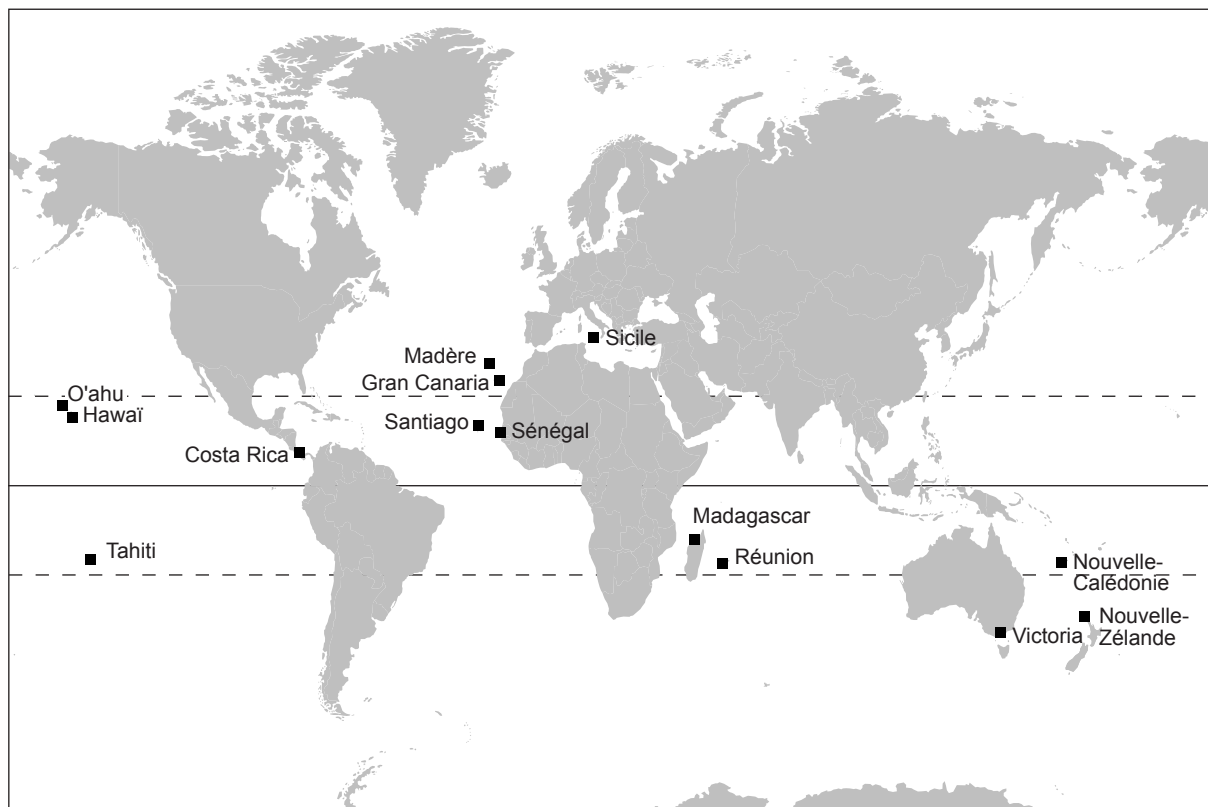 Sicile
Madère
Gran Canaria
O'ahu
Hawaï
Santiago
Sénégal
Costa Rica
Madagascar
Tahiti
Réunion
Nouvelle-
Calédonie
Nouvelle-
Zélande
Victoria